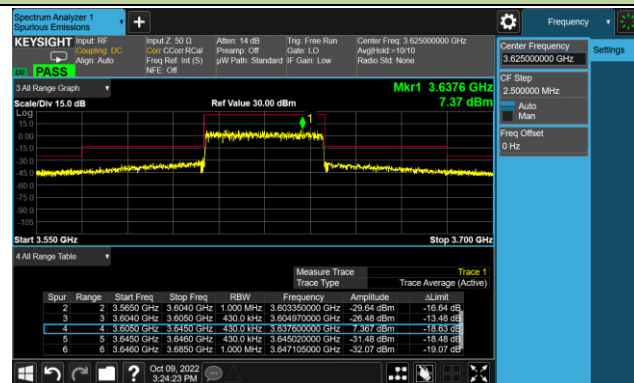 Spectrum Analyzer 1
Spurious Emissions
+
Frequency
KEYSIGHT
Input: RF
Coupling: DC
Align: Auto
Input Z: 50 Ω
Corr CCorr RCal
Freq Ref: Int (S)
NFE: Off
Atten: 14 dB
Preamp: Off
µW Path: Standard
Trig: Free Run
Gate: LO
IF Gain: Low
Center Freq: 3.625000000 GHz
Avg|Hold:>10/10
Radio Std: None
PASS
Center Frequency
3.62500000 GHz
Settings
CF Step
2.500000 MHz
Auto
Man
Freq Offset
0 Hz
3 All Range Graph
Mkr1 3.6376 GHz
Scale/Div 15.0 dB
Ref Value 30.00 dBm
7.37 dBm
Log
1
15.0
0.00
-15.0
-30.0
-45.0
-60.0
-75.0
-90.0
-105
Start 3.550 GHz
Stop 3.700 GHz
4 All Range Table
Measure Trace Trace 1
Trace Type Trace Average (Active)
Spur Range Start Freq Stop Freq RBW Frequency Amplitude ΔLimit
2 2 3.5650 GHz 3.6040 GHz 1.000 MHz 3.603350000 GHz -29.64 dBm -16.64 dB
3 3 3.6040 GHz 3.6050 GHz 430.0 kHz 3.604970000 GHz -26.48 dBm -13.48 dB
4 4 3.6050 GHz 3.6450 GHz 430.0 kHz 3.637600000 GHz 7.367 dBm -18.63 dB
5 5 3.6450 GHz 3.6460 GHz 430.0 kHz 3.645020000 GHz -31.48 dBm -18.48 dB
6 6 3.6460 GHz 3.6850 GHz 1.000 MHz 3.647105000 GHz -32.07 dBm -19.07 dB
?
Oct 09, 2022
3:24:23 PM